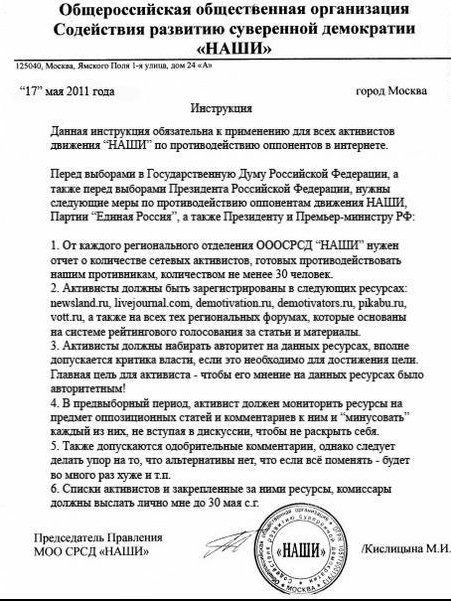 Общероссийская общественная организация
Содействия развитию суверенной демократии
«НАШИ»
125040, Москва, Ямского Поля 1-я улица, дом 24 «А»
“17” мая 2011 года город Москва
Инструкция
Данная инструкция обязательна к применению для всех активистов
движения “НАШИ” по противодействию оппонентов в интернете.
Перед выборами в Государственную Думу Российской Федерации, а
также перед выборами Президента Российской Федерации, нужны
следующие меры по противодействию оппонентам движения НАШИ,
Партии “Единая Россия”, а также Президенту и Премьер-министру РФ:
1. От каждого регионального отделения ОООСРСД “НАШИ” нужен
отчет о количестве сетевых активистов, готовых противодействовать
нашим противникам, количеством не менее 30 человек.
2. Активисты должны быть зарегистрированы в следующих ресурсах:
newsland.ru, livejournal.com, demotivation.ru, demotivators.ru, pikabu.ru,
vott.ru, а также на всех тех региональных форумах, которые основаны
на системе рейтингового голосования за статьи и материалы.
3. Активисты должны набирать авторитет на данных ресурсах, вполне
допускается критика власти, если это необходимо для достижения цели.
Главная цель для активиста - чтобы его мнение на данных ресурсах было
авторитетным!
4. В предвыборный период, активист должен мониторить ресурсы на
предмет оппозиционных статей и комментариев к ним и “минусовать”
каждый из них, не вступая в дискуссии, чтобы не раскрыть себя.
5. Также допускаются одобрительные комментарии, однако следует
делать упор на то, что альтернативы нет, что если всё поменять - будет
во много раз хуже и т.п.
6. Списки активистов и закрепленные за ними ресурсы, комиссары
должны выслать лично мне до 30 мая с.г.
Председатель Правления
МОО СРСД «НАШИ» «НАШИ» /Кислицына М.И.